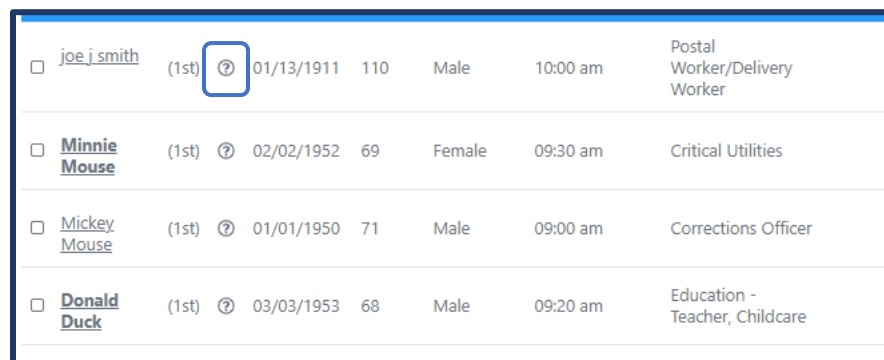 joe j smith (1st) ? 01/13/1911 110 Male 10:00 am Postal
Worker/Delivery
Worker
Minnie
Mouse (1st) ? 02/02/1952 69 Female 09:30 am Critical Utilities
Mickey
Mouse (1st) ? 01/01/1950 71 Male 09:00 am Corrections Officer
Donald
Duck (1st) ? 03/03/1953 68 Male 09:20 am Education -
Teacher, Childcare